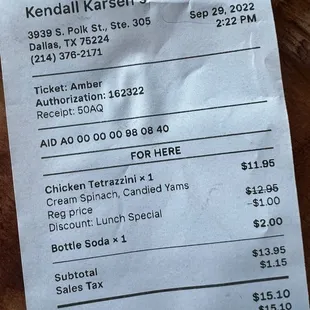 Kendall Karsen
3939 S. Polk St., Ste. 305
Dallas, TX 75224
(214) 376-2171
Sep 29, 2022
2:22 PM
Ticket: Amber
Authorization: 162322
Receipt: 50AQ
AID A0 00 00 00 98 08 40
FOR HERE
Chicken Tetrazzini × 1 $11.95
Cream Spinach, Candied Yams
Reg price $12.95
Discount: Lunch Special -$1.00
Bottle Soda × 1 $2.00
Subtotal $13.95
Sales Tax $1.15
$15.10
$15.10